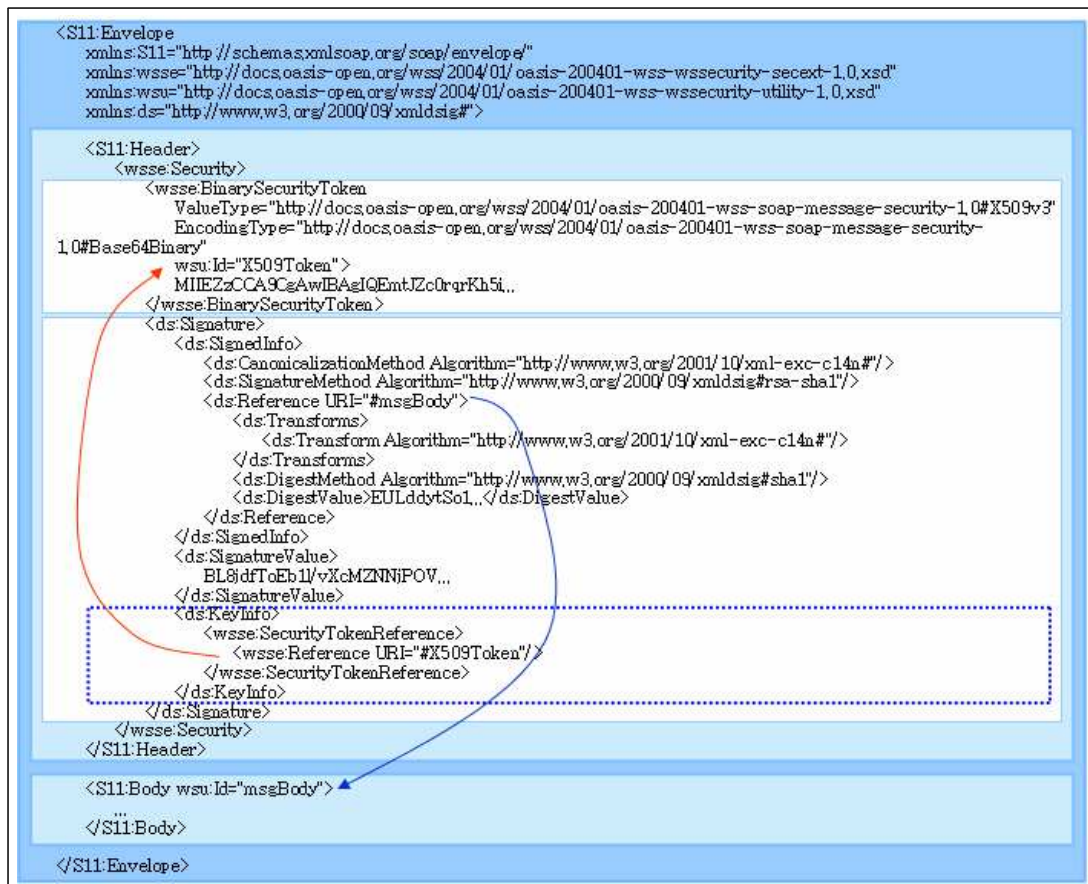 <S11:Envelope
xmlns:S11="http://schemas,xmlsoap,org/soap/envelope/"
xmlns:wsse="http://docs,oasis-open,org/wss/2004/01/oasis-200401-wss-wssecurity-secext-1,0,xsd"
xmlns:wsu="http://docs,oasis-open,org/wss/2004/01/oasis-200401-wss-wssecurity-utility-1,0,xsd"
xmlns:ds="http://www,w3,org/2000/09/xmldsig#">
<S11:Header>
<wsse:Security>
<wsse:BinarySecurityToken
ValueType="http://docs,oasis-open,org/wss/2004/01/oasis-200401-wss-soap-message-security-1,0#X509v3"
EncodingType="http://docs,oasis-open,org/wss/2004/01/oasis-200401-wss-soap-message-security-
1,0#Base64Binary"
wsu:Id="X509Token">
MIIEZzCCA9CgAwIBAgIQEmtJZc0rqrKh5i,,,
</wsse:BinarySecurityToken>
<ds:Signature>
<ds:SignedInfo>
<ds:CanonicalizationMethod Algorithm="http://www,w3,org/2001/10/xml-exc-c14n#"/>
<ds:SignatureMethod Algorithm="http://www,w3,org/2000/09/xmldsig#rsa-sha1"/>
<ds:Reference URI="#msgBody">
<ds:Transforms>
<ds:Transform Algorithm="http://www,w3,org/2001/10/xml-exc-c14n#"/>
</ds:Transforms>
<ds:DigestMethod Algorithm="http://www,w3,org/2000/09/xmldsig#sha1"/>
<ds:DigestValue>EULddytSo1,,,</ds:DigestValue>
</ds:Reference>
</ds:SignedInfo>
<ds:SignatureValue>
BL8jdfToEb1l/vXcMZNNjPOV,,,
</ds:SignatureValue>
<ds:KeyInfo>
<wsse:SecurityTokenReference>
<wsse:Reference URI="#X509Token"/>
</wsse:SecurityTokenReference>
</ds:KeyInfo>
</ds:Signature>
</wsse:Security>
</S11:Header>
<S11:Body wsu:Id="msgBody">
...
</S11:Body>
</S11:Envelope>